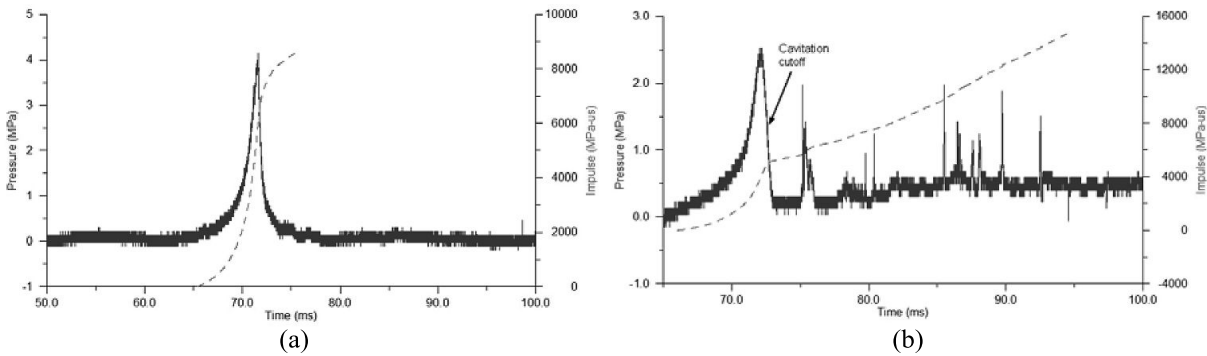 5
4
3
2
1
0
-1
Pressure (MPa)
10000
8000
6000
4000
2000
0
Impulse (MPa-us)
50.0 60.0 70.0 80.0 90.0 100.0
Time (ms)
(a)
3.0
2.0
1.0
0.0
-1.0
Pressure (MPa)
Cavitation
cutoff
16000
12000
8000
4000
0
-4000
Impulse (MPa-us)
70.0 80.0 90.0 100.0
Time (ms)
(b)